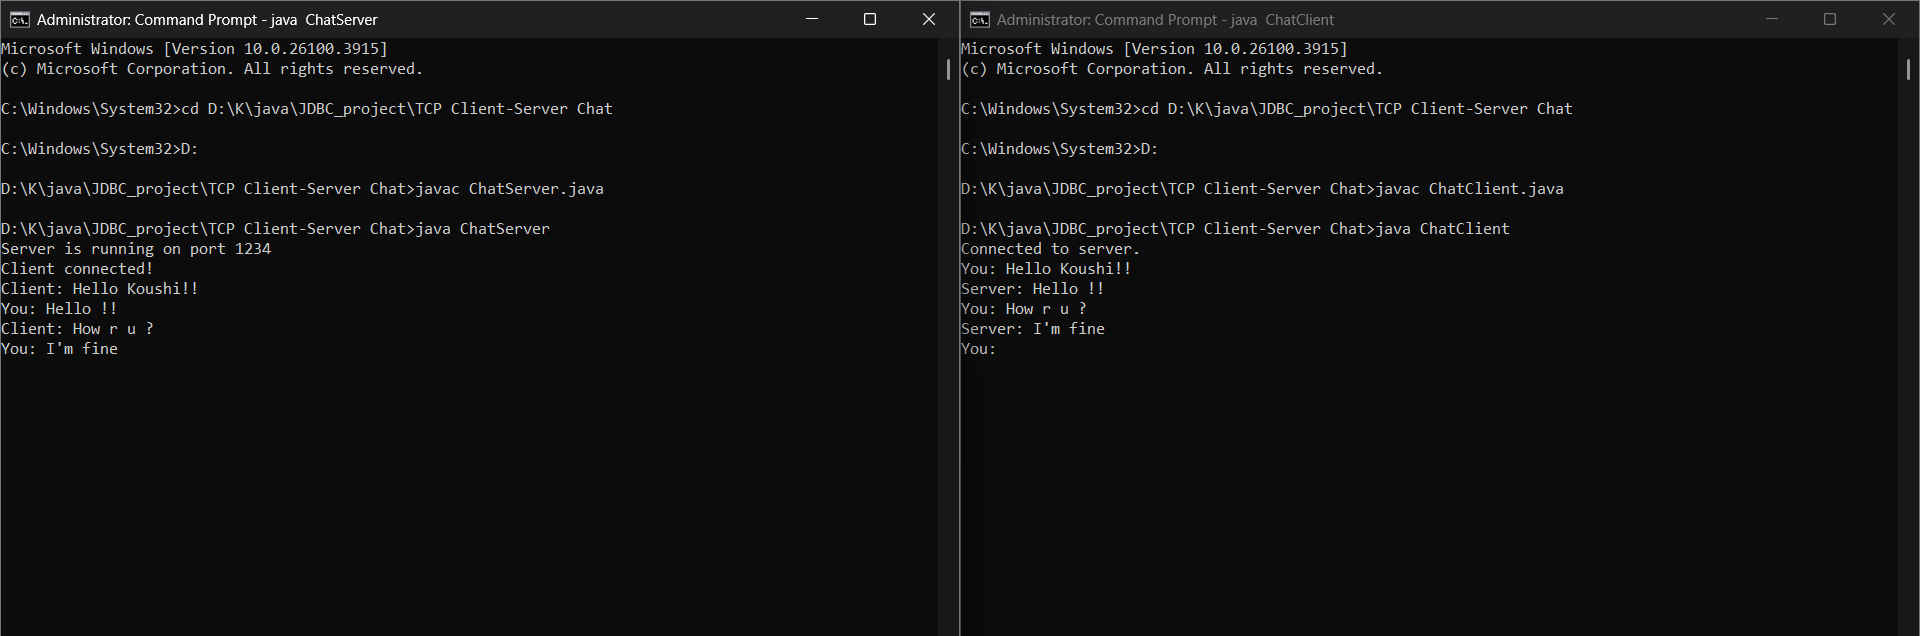 Administrator: Command Prompt - java  ChatServer
Microsoft Windows [Version 10.0.26100.3915]
(c) Microsoft Corporation. All rights reserved.
C:\Windows\System32>cd D:\K\java\JDBC_project\TCP Client-Server Chat
C:\Windows\System32>D:
D:\K\java\JDBC_project\TCP Client-Server Chat>javac ChatServer.java
D:\K\java\JDBC_project\TCP Client-Server Chat>java ChatServer
Server is running on port 1234
Client connected!
Client: Hello Koushi!!
You: Hello !!
Client: How r u ?
You: I'm fine
Administrator: Command Prompt - java  ChatClient
Microsoft Windows [Version 10.0.26100.3915]
(c) Microsoft Corporation. All rights reserved.
C:\Windows\System32>cd D:\K\java\JDBC_project\TCP Client-Server Chat
C:\Windows\System32>D:
D:\K\java\JDBC_project\TCP Client-Server Chat>javac ChatClient.java
D:\K\java\JDBC_project\TCP Client-Server Chat>java ChatClient
Connected to server.
You: Hello Koushi!!
Server: Hello !!
You: How r u ?
Server: I'm fine
You: